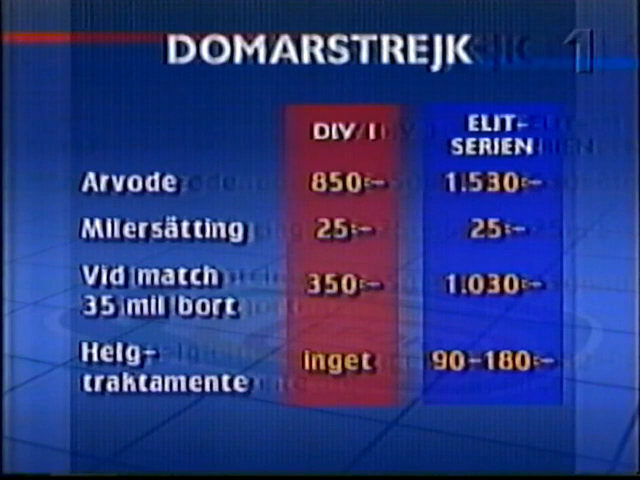 DOMARSTREJK
1
DIV I
ELIT-
SERIEN
Arvode 850:- 1.530:-
Milersätting 25:- 25:-
Vid match
35 mil bort 350:- 1.030:-
Helg-
traktamente inget 90-180:-